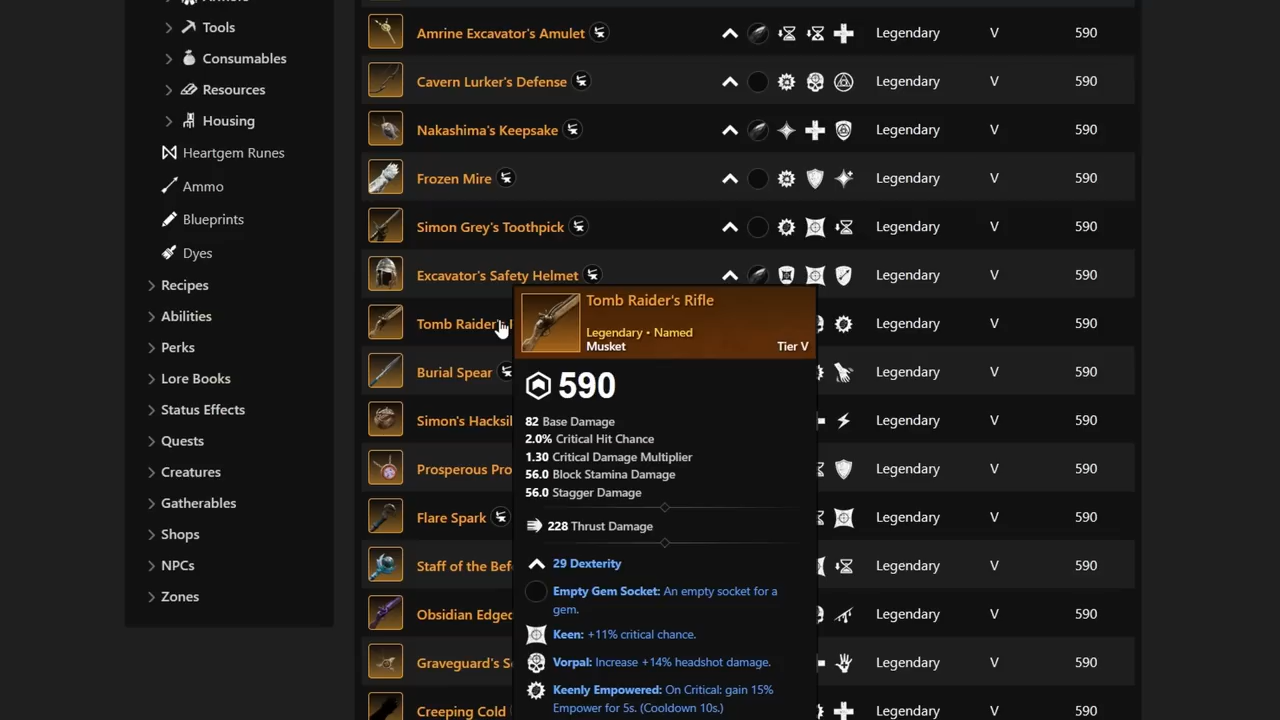 Tools
Consumables
Resources
Housing
Heartgem Runes
Ammo
Blueprints
Dyes
Recipes
Abilities
Perks
Lore Books
Status Effects
Quests
Creatures
Gatherables
Shops
NPCs
Zones
Amrine Excavator's Amulet Legendary V 590
Cavern Lurker's Defense Legendary V 590
Nakashima's Keepsake Legendary V 590
Frozen Mire Legendary V 590
Simon Grey's Toothpick Legendary V 590
Excavator's Safety Helmet Legendary V 590
Tomb Raider's Legendary V 590
Burial Spear Legendary V 590
Simon's Hacksil Legendary V 590
Prosperous Pro Legendary V 590
Flare Spark Legendary V 590
Staff of the Bef Legendary V 590
Obsidian Edged Legendary V 590
Graveguard's S Legendary V 590
Creeping Cold Legendary V 590
Tomb Raider's Rifle
Legendary • Named
Musket Tier V
590
82 Base Damage
2.0% Critical Hit Chance
1.30 Critical Damage Multiplier
56.0 Block Stamina Damage
56.0 Stagger Damage
228 Thrust Damage
29 Dexterity
Empty Gem Socket: An empty socket for a
gem.
Keen: +11% critical chance.
Vorpal: Increase +14% headshot damage.
Keenly Empowered: On Critical: gain 15%
Empower for 5s. (Cooldown 10s.)